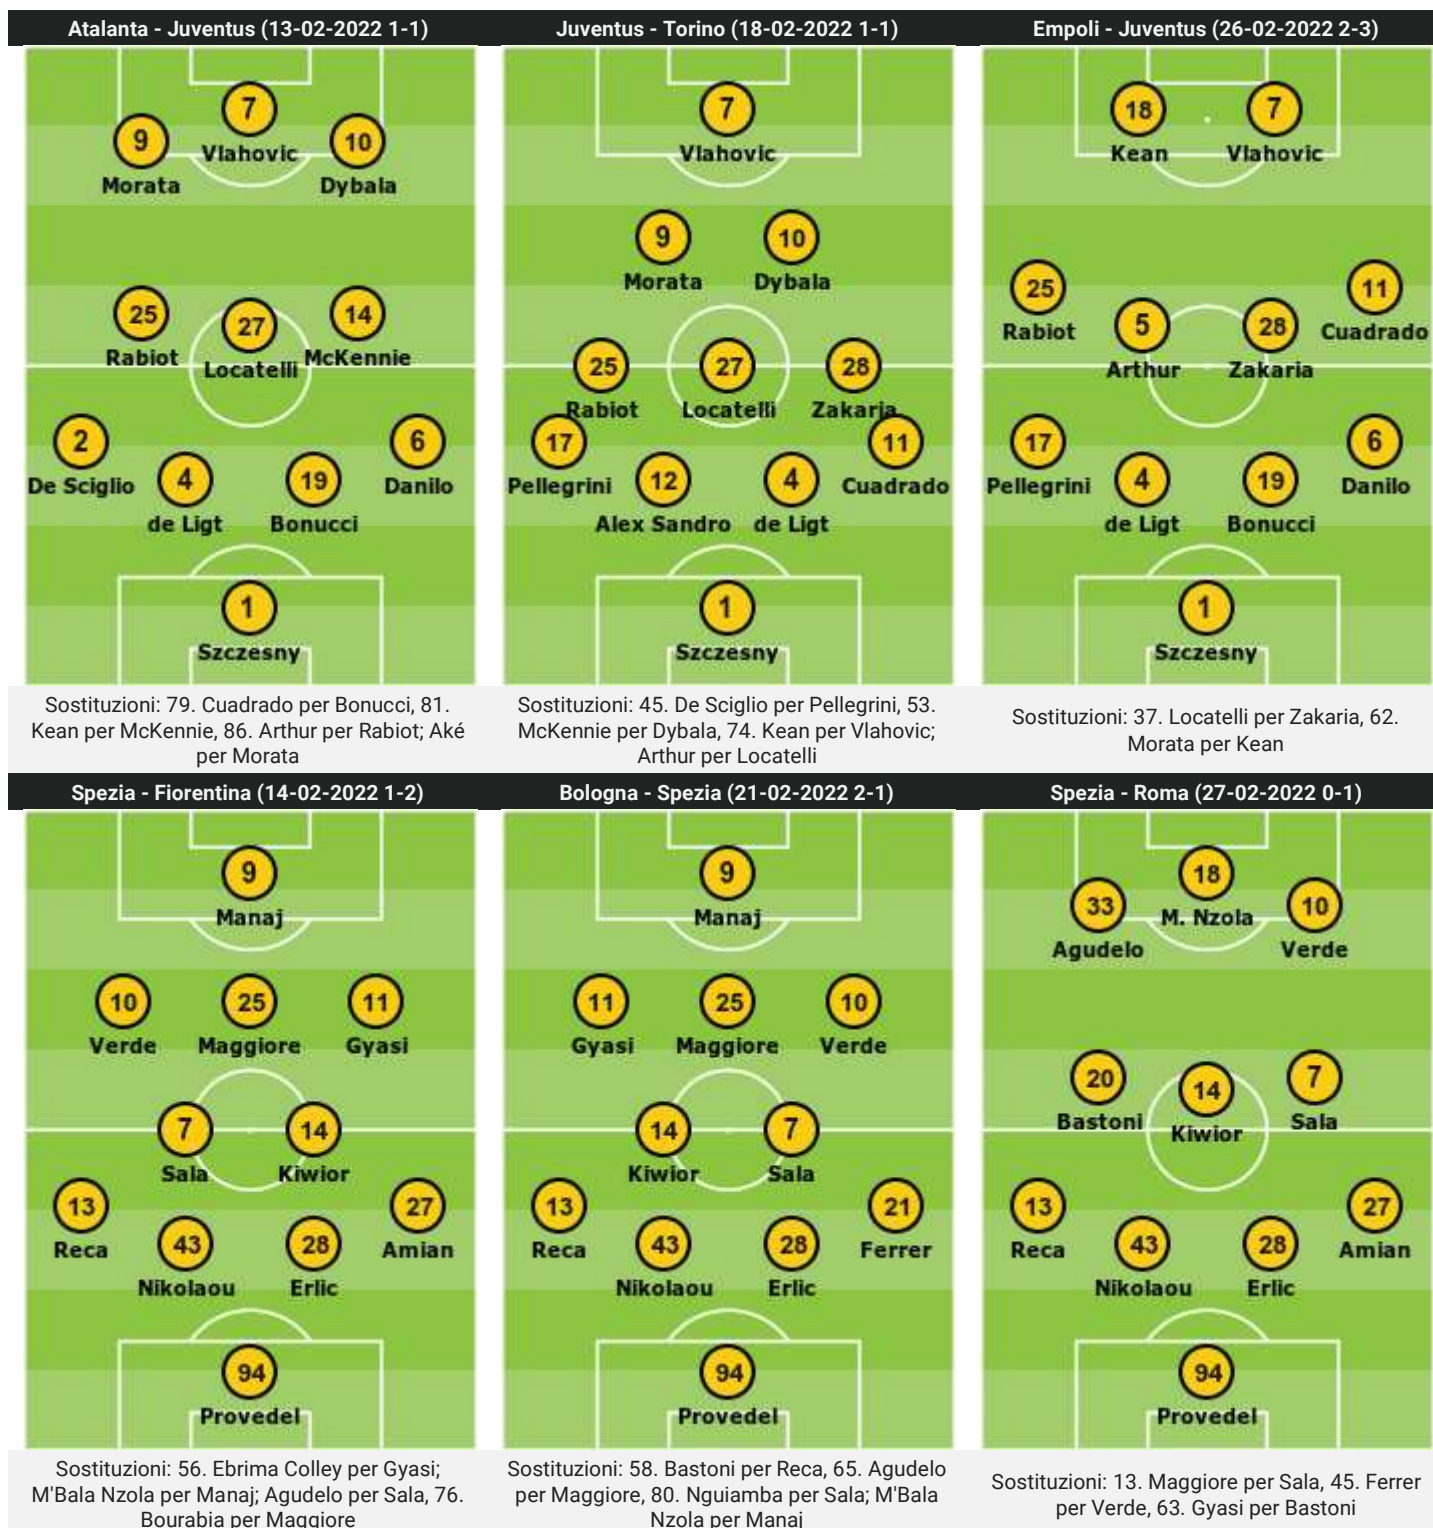 Atalanta - Juventus (13-02-2022 1-1)
7
Vlahovic
9
Morata
10
Dybala
25
Rabiot
27
Locatelli
14
McKennie
2
De Sciglio
4
de Ligt
19
Bonucci
6
Danilo
1
Szczesny
Sostituzioni: 79. Cuadrado per Bonucci, 81.
Kean per McKennie, 86. Arthur per Rabiot; Aké
per Morata
Juventus - Torino (18-02-2022 1-1)
7
Vlahovic
9
Morata
10
Dybala
25
Rabiot
27
Locatelli
28
Zakaria
17
Pellegrini
12
Alex Sandro
4
de Ligt
11
Cuadrado
1
Szczesny
Sostituzioni: 45. De Sciglio per Pellegrini, 53.
McKennie per Dybala, 74. Kean per Vlahovic;
Arthur per Locatelli
Empoli - Juventus (26-02-2022 2-3)
18
Kean
7
Vlahovic
25
Rabiot
5
Arthur
28
Zakaria
11
Cuadrado
17
Pellegrini
4
de Ligt
19
Bonucci
6
Danilo
1
Szczesny
Sostituzioni: 37. Locatelli per Zakaria, 62.
Morata per Kean
Spezia - Fiorentina (14-02-2022 1-2)
9
Manaj
10
Verde
25
Maggiore
11
Gyasi
7
Sala
14
Kiwior
13
Reca
43
Nikolaou
28
Erlic
27
Amian
94
Provedel
Sostituzioni: 56. Ebrima Colley per Gyasi;
M'Bala Nzola per Manaj; Agudelo per Sala, 76.
Bourabia per Maggiore
Bologna - Spezia (21-02-2022 2-1)
9
Manaj
11
Gyasi
25
Maggiore
10
Verde
14
Kiwior
7
Sala
13
Reca
43
Nikolaou
28
Erlic
21
Ferrer
94
Provedel
Sostituzioni: 58. Bastoni per Reca, 65. Agudelo
per Maggiore, 80. Nguiamba per Sala; M'Bala
Nzola per Manaj
Spezia - Roma (27-02-2022 0-1)
18
M. Nzola
33
Agudelo
10
Verde
20
Bastoni
14
Kiwior
7
Sala
13
Reca
43
Nikolaou
28
Erlic
27
Amian
94
Provedel
Sostituzioni: 13. Maggiore per Sala, 45. Ferrer
per Verde, 63. Gyasi per Bastoni